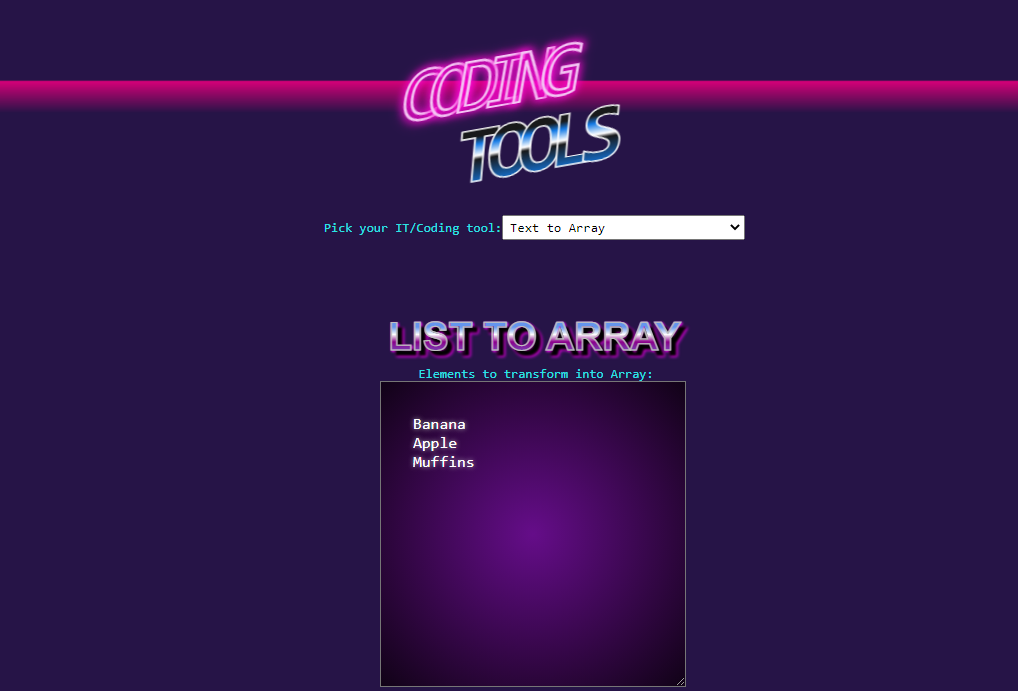 CODING
TOOLS
Pick your IT/Coding tool: Text to Array
LIST TO ARRAY
Elements to transform into Array:
Banana
Apple
Muffins